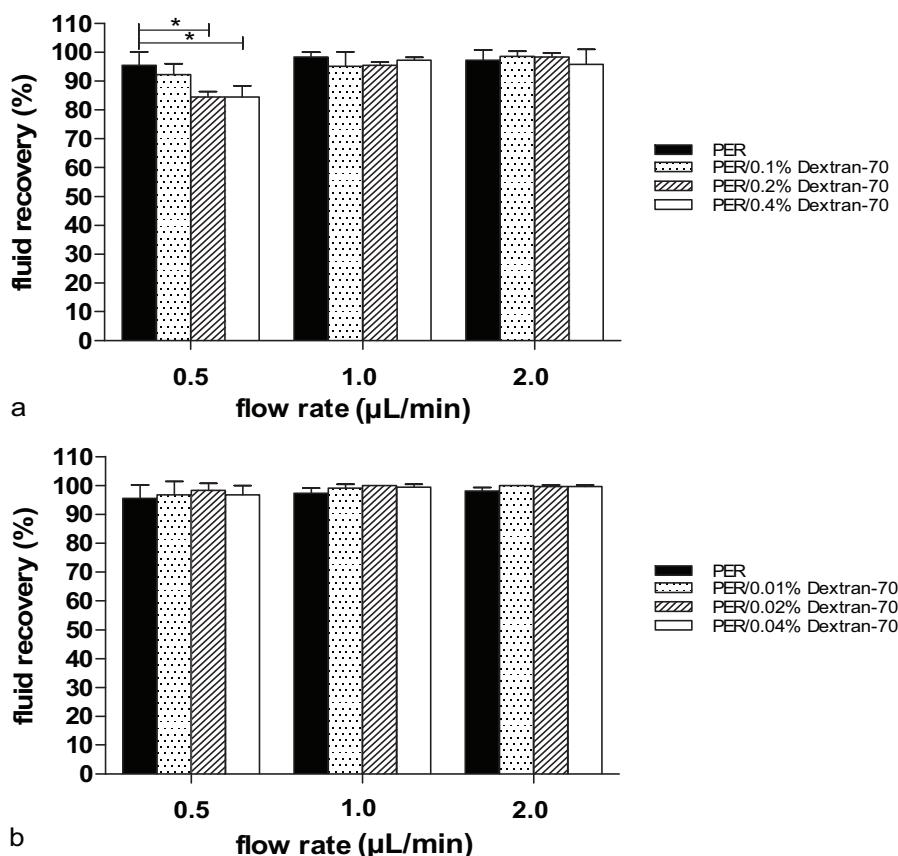 110
100
90
80
70
60
50
40
30
20
10
0
fluid recovery (%)
*
*
0.5 1.0 2.0
flow rate (µL/min)
PER
PER/0.1% Dextran-70
PER/0.2% Dextran-70
PER/0.4% Dextran-70
a
110
100
90
80
70
60
50
40
30
20
10
0
fluid recovery (%)
0.5 1.0 2.0
flow rate (µL/min)
PER
PER/0.01% Dextran-70
PER/0.02% Dextran-70
PER/0.04% Dextran-70
b